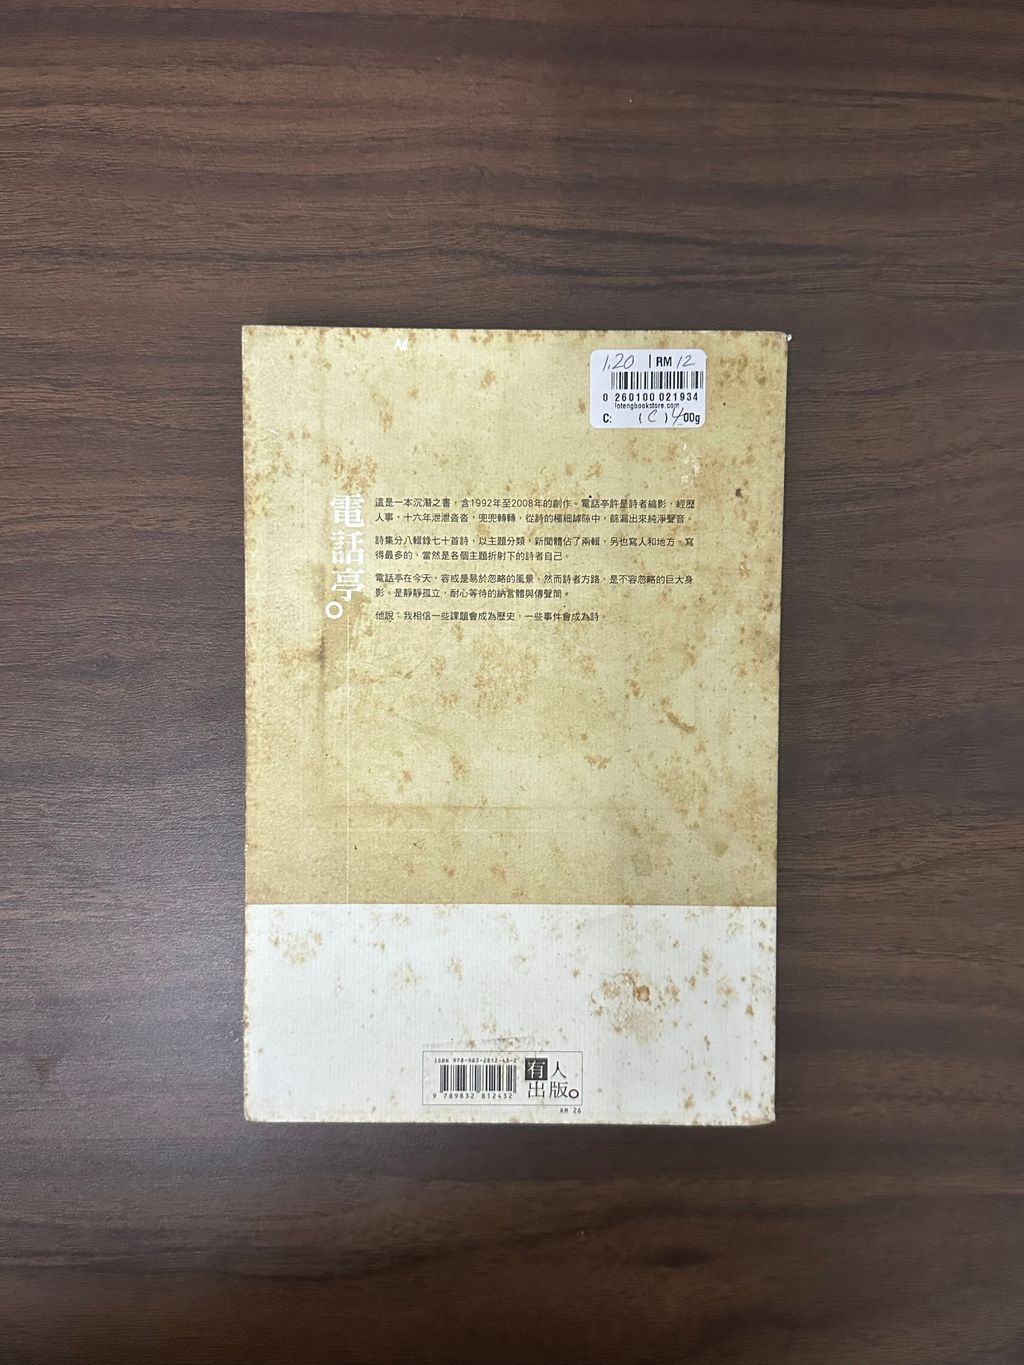 1.20 | RM 12
0 260100 021934
lotengbookstore.com
C: (C) 400g
電話亭。
這是一本沉潛之書，含1992年至2008年的創作。電話亭許是詩者縮影，經歷
人事，十六年泄泄沓沓，兜兜轉轉，從詩的極細罅隙中，篩漏出來純淨聲音。
詩集分八輯錄七十首詩，以主題分類，新聞體佔了兩輯，另也寫人和地方。寫
得最多的，當然是各個主題折射下的詩者自己。
電話亭在今天，容或是易於忽略的風景。然而詩者方路，是不容忽略的巨大身
影。是靜靜孤立，耐心等待的納言體與傳聲筒。
他說：我相信一些課題會成為歷史，一些事件會成為詩。
ISBN 978-983-2812-43-2
9 789832 812432
有人
出版。
RM 26